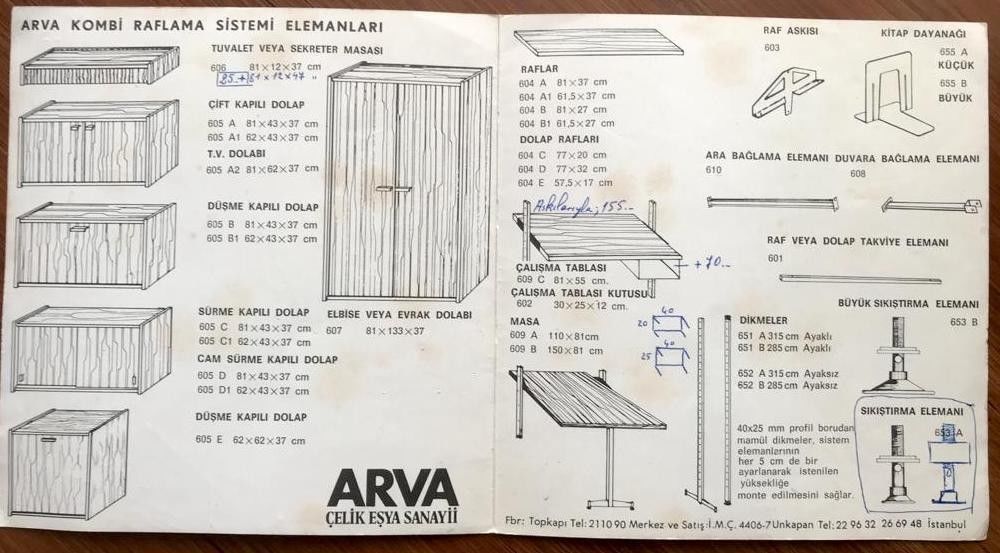 ARVA KOMBİ RAFLAMA SİSTEMİ ELEMANLARI
TUVALET VEYA SEKRETER MASASI
606 81×12×37 cm
25 + 81×12×47 "
ÇİFT KAPILI DOLAP
605 A 81×43×37 cm
605 A1 62×43×37 cm
T.V. DOLABI
605 A2 81×62×37 cm
DÜŞME KAPILI DOLAP
605 B 81×43×37 cm
605 B1 62×43×37 cm
SÜRME KAPILI DOLAP
605 C 81×43×37 cm
605 C1 62×43×37 cm
CAM SÜRME KAPILI DOLAP
605 D 81×43×37 cm
605 D1 62×43×37 cm
DÜŞME KAPILI DOLAP
605 E 62×62×37 cm
ELBİSE VEYA EVRAK DOLABI
607 81×133×37
ARVA
ÇELİK EŞYA SANAYİİ
RAFLAR
604 A 81×37 cm
604 A1 61,5×37 cm
604 B 81×27 cm
604 B1 61,5×27 cm
DOLAP RAFLARI
604 C 77×20 cm
604 D 77×32 cm
604 E 57,5×17 cm
Askılarıyla; 155..
+70..
ÇALIŞMA TABLASI
609 C 81×55 cm.
ÇALIŞMA TABLASI KUTUSU
602 30×25×12 cm.
MASA
609 A 110×81cm
609 B 150×81 cm
40
20
40
25
RAF ASKISI
603
KİTAP DAYANAĞI
655 A
KÜÇÜK
655 B
BÜYÜK
ARA BAĞLAMA ELEMANI
610
DUVARA BAĞLAMA ELEMANI
608
RAF VEYA DOLAP TAKVİYE ELEMANI
601
DİKMELER
651 A 315 cm Ayaklı
651 B 285 cm Ayaklı
652 A 315 cm Ayaksız
652 B 285 cm Ayaksız
40x25 mm profil borudan
mamül dikmeler, sistem
elemanlarının
her 5 cm de bir
ayarlanarak istenilen
yüksekliğe
monte edilmesini sağlar.
BÜYÜK SIKIŞTIRMA ELEMANI
653 B
SIKIŞTIRMA ELEMANI
653 A
Fbr: Topkapı Tel: 21 10 90 Merkez ve Satış: İ.M.Ç. 4406-7 Unkapan Tel: 22 96 32 26 69 48 İstanbul